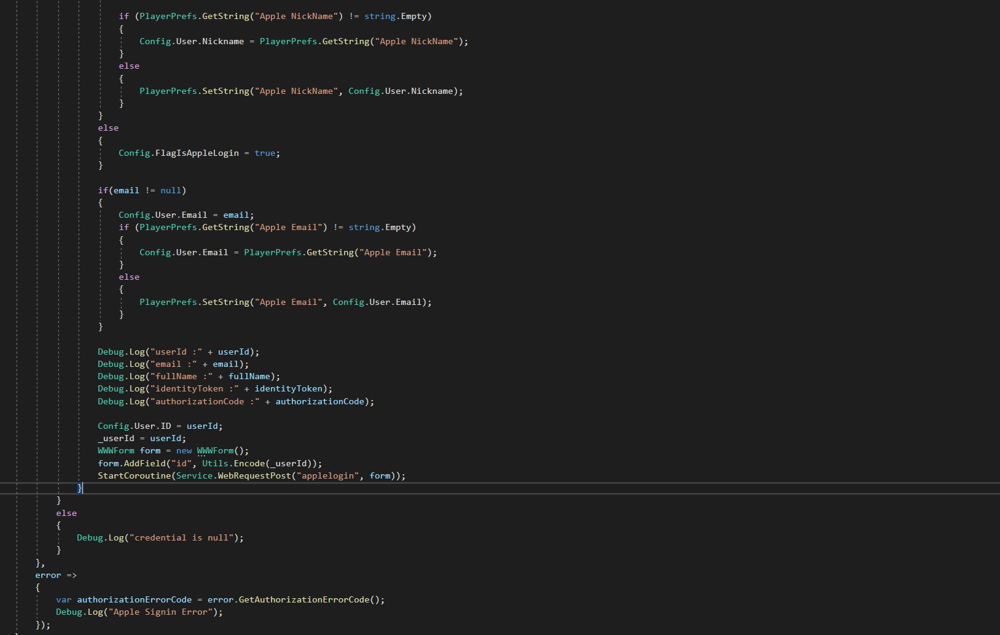 if (PlayerPrefs.GetString("Apple NickName") != string.Empty)
{
Config.User.Nickname = PlayerPrefs.GetString("Apple NickName");
}
else
{
PlayerPrefs.SetString("Apple NickName", Config.User.Nickname);
}
}
else
{
Config.FlagIsAppleLogin = true;
}
if(email != null)
{
Config.User.Email = email;
if (PlayerPrefs.GetString("Apple Email") != string.Empty)
{
Config.User.Email = PlayerPrefs.GetString("Apple Email");
}
else
{
PlayerPrefs.SetString("Apple Email", Config.User.Email);
}
}
Debug.Log("userId :" + userId);
Debug.Log("email :" + email);
Debug.Log("fullName :" + fullName);
Debug.Log("identityToken :" + identityToken);
Debug.Log("authorizationCode :" + authorizationCode);
Config.User.ID = userId;
_userId = userId;
WWWForm form = new WWWForm();
form.AddField("id", Utils.Encode(_userId));
StartCoroutine(Service.WebRequestPost("applelogin", form));
}
}
else
{
Debug.Log("credential is null");
}
},
error =>
{
var authorizationErrorCode = error.GetAuthorizationErrorCode();
Debug.Log("Apple Signin Error");
});